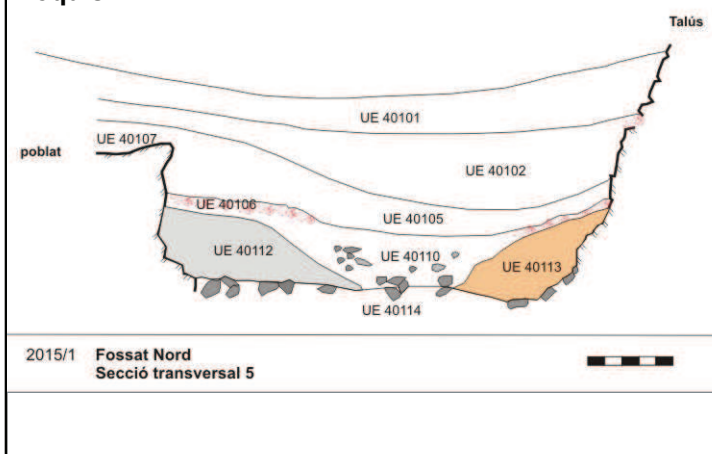 Talús
UE 40101
UE 40107
poblat
UE 40102
UE 40106
UE 40105
UE 40112
UE 40110
UE 40113
UE 40114
2015/1 Fossat Nord
Secció transversal 5